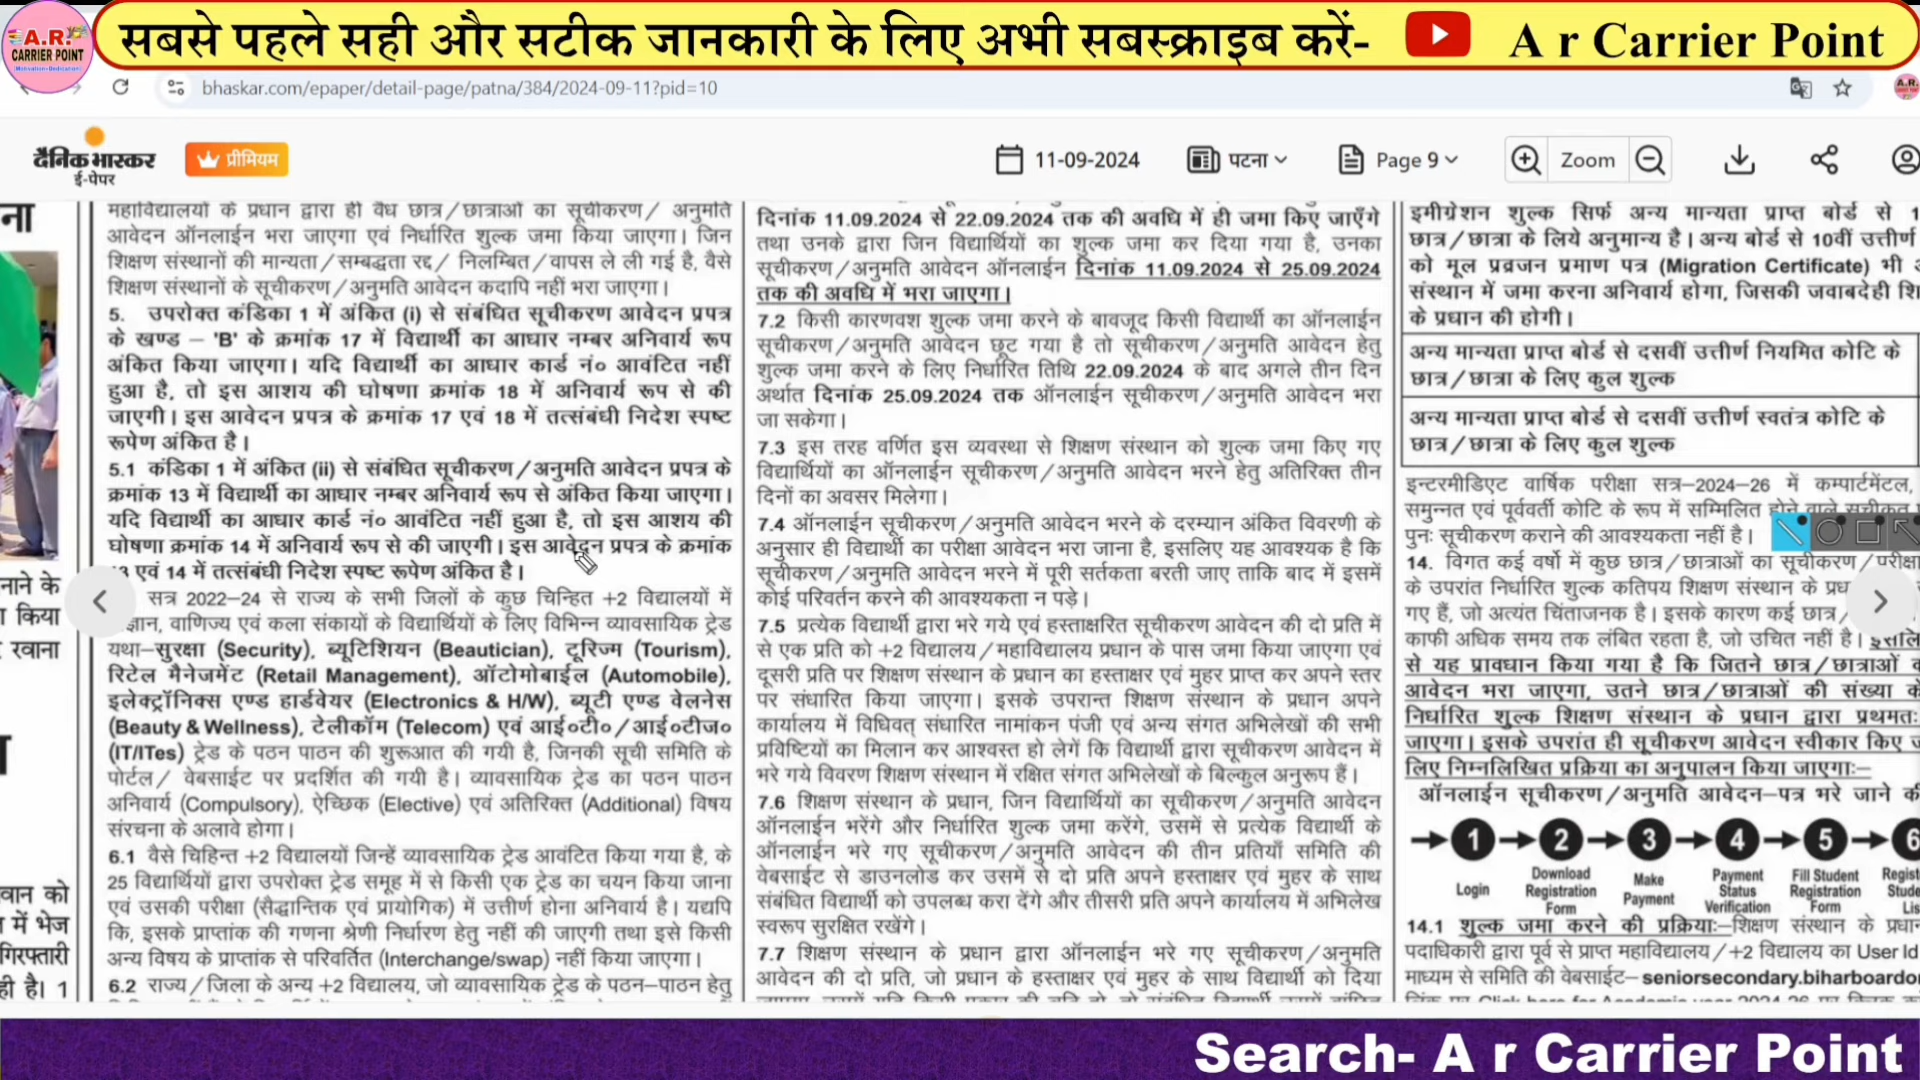 A.R.
CARRIER POINT
सबसे पहले सही और सटीक जानकारी के लिए अभी सबस्क्राइब करें-
A r Carrier Point
bhaskar.com/epaper/detail-page/patna/384/2024-09-11?pid=10
दैनिक भास्कर
ई-पेपर
प्रीमियम
11-09-2024
पटना
Page 9
Zoom
ना
नाने के
किया
रवाना
वान को
में भेज
गिरफ्तारी
ही है। 1
महाविद्यालयों के प्रधान द्वारा ही वैध छात्र/छात्राओं का सूचीकरण/ अनुमति
आवेदन ऑनलाईन भरा जाएगा एवं निर्धारित शुल्क जमा किया जाएगा। जिन
शिक्षण संस्थानों की मान्यता/सम्बद्धता रद्द/ निलम्बित/वापस ले ली गई है, वैसे
शिक्षण संस्थानों के सूचीकरण/अनुमति आवेदन कदापि नहीं भरा जाएगा।
5. उपरोक्त कंडिका 1 में अंकित (i) से संबंधित सूचीकरण आवेदन प्रपत्र
के खण्ड – 'B' के क्रमांक 17 में विद्यार्थी का आधार नम्बर अनिवार्य रूप
अंकित किया जाएगा। यदि विद्यार्थी का आधार कार्ड नं० आवंटित नहीं
हुआ है, तो इस आशय की घोषणा क्रमांक 18 में अनिवार्य रूप से की
जाएगी। इस आवेदन प्रपत्र के क्रमांक 17 एवं 18 में तत्संबंधी निदेश स्पष्ट
रूपेण अंकित है।
5.1 कंडिका 1 में अंकित (ii) से संबंधित सूचीकरण/अनुमति आवेदन प्रपत्र के
क्रमांक 13 में विद्यार्थी का आधार नम्बर अनिवार्य रूप से अंकित किया जाएगा।
यदि विद्यार्थी का आधार कार्ड नं० आवंटित नहीं हुआ है, तो इस आशय की
घोषणा क्रमांक 14 में अनिवार्य रूप से की जाएगी। इस आवेदन प्रपत्र के क्रमांक
एवं 14 में तत्संबंधी निदेश स्पष्ट रूपेण अंकित है।
सत्र 2022–24 से राज्य के सभी जिलों के कुछ चिन्हित +2 विद्यालयों में
वाणिज्य एवं कला संकायों के विद्यार्थियों के लिए विभिन्न व्यावसायिक ट्रेड
यथा–सुरक्षा (Security), ब्यूटिशियन (Beautician), टूरिज्म (Tourism),
रिटेल मैनेजमेंट (Retail Management), ऑटोमोबाईल (Automobile),
इलेक्ट्रॉनिक्स एण्ड हार्डवेयर (Electronics & H/W), ब्यूटी एण्ड वेलनेस
(Beauty & Wellness), टेलीकॉम (Telecom) एवं आई०टी०/आई०टीज०
(IT/ITes) ट्रेड के पठन पाठन की शुरूआत की गयी है, जिनकी सूची समिति के
पोर्टल/ वेबसाईट पर प्रदर्शित की गयी है। व्यावसायिक ट्रेड का पठन पाठन
अनिवार्य (Compulsory), ऐच्छिक (Elective) एवं अतिरिक्त (Additional) विषय
संरचना के अलावे होगा।
6.1 वैसे चिहिन्त +2 विद्यालयों जिन्हें व्यावसायिक ट्रेड आवंटित किया गया है, के
25 विद्यार्थियों द्वारा उपरोक्त ट्रेड समूह में से किसी एक ट्रेड का चयन किया जाना
एवं उसकी परीक्षा (सैद्धान्तिक एवं प्रायोगिक) में उत्तीर्ण होना अनिवार्य है। यद्यपि
कि, इसके प्राप्तांक की गणना श्रेणी निर्धारण हेतु नहीं की जाएगी तथा इसे किसी
अन्य विषय के प्राप्तांक से परिवर्तित (Interchange/swap) नहीं किया जाएगा।
6.2 राज्य/जिला के अन्य +2 विद्यालय, जो व्यावसायिक ट्रेड के पठन–पाठन हेतु
दिनांक 11.09.2024 से 22.09.2024 तक की अवधि में ही जमा किए जाएँगे
तथा उनके द्वारा जिन विद्यार्थियों का शुल्क जमा कर दिया गया है, उनका
सूचीकरण/अनुमति आवेदन ऑनलाईन दिनांक 11.09.2024 से 25.09.2024
तक की अवधि में भरा जाएगा।
7.2 किसी कारणवश शुल्क जमा करने के बावजूद किसी विद्यार्थी का ऑनलाईन
सूचीकरण/अनुमति आवेदन छूट गया है तो सूचीकरण/अनुमति आवेदन हेतु
शुल्क जमा करने के लिए निर्धारित तिथि 22.09.2024 के बाद अगले तीन दिन
अर्थात दिनांक 25.09.2024 तक ऑनलाईन सूचीकरण/अनुमति आवेदन भरा
जा सकेगा।
7.3 इस तरह वर्णित इस व्यवस्था से शिक्षण संस्थान को शुल्क जमा किए गए
विद्यार्थियों का ऑनलाईन सूचीकरण/अनुमति आवेदन भरने हेतु अतिरिक्त तीन
दिनों का अवसर मिलेगा।
7.4 ऑनलाईन सूचीकरण/अनुमति आवेदन भरने के दरम्यान अंकित विवरणी के
अनुसार ही विद्यार्थी का परीक्षा आवेदन भरा जाना है, इसलिए यह आवश्यक है कि
सूचीकरण/अनुमति आवेदन भरने में पूरी सर्तकता बरती जाए ताकि बाद में इसमें
कोई परिवर्तन करने की आवश्यकता न पड़े।
7.5 प्रत्येक विद्यार्थी द्वारा भरे गये एवं हस्ताक्षरित सूचीकरण आवेदन की दो प्रति में
से एक प्रति को +2 विद्यालय/महाविद्यालय प्रधान के पास जमा किया जाएगा एवं
दूसरी प्रति पर शिक्षण संस्थान के प्रधान का हस्ताक्षर एवं मुहर प्राप्त कर अपने स्तर
पर संधारित किया जाएगा। इसके उपरान्त शिक्षण संस्थान के प्रधान अपने
कार्यालय में विधिवत् संधारित नामांकन पंजी एवं अन्य संगत अभिलेखों की सभी
प्रविष्टियों का मिलान कर आश्वस्त हो लेगें कि विद्यार्थी द्वारा सूचीकरण आवेदन में
भरे गये विवरण शिक्षण संस्थान में रक्षित संगत अभिलेखों के बिल्कुल अनुरूप हैं।
7.6 शिक्षण संस्थान के प्रधान, जिन विद्यार्थियों का सूचीकरण/अनुमति आवेदन
ऑनलाईन भरेंगे और निर्धारित शुल्क जमा करेंगे, उसमें से प्रत्येक विद्यार्थी के
ऑनलाईन भरे गए सूचीकरण/अनुमति आवेदन की तीन प्रतियाँ समिति की
वेबसाईट से डाउनलोड कर उसमें से दो प्रति अपने हस्ताक्षर एवं मुहर के साथ
संबंधित विद्यार्थी को उपलब्ध करा देंगे और तीसरी प्रति अपने कार्यालय में अभिलेख
स्वरूप सुरक्षित रखेंगे।
7.7 शिक्षण संस्थान के प्रधान द्वारा ऑनलाईन भरे गए सूचीकरण/अनुमति
आवेदन की दो प्रति, जो प्रधान के हस्ताक्षर एवं मुहर के साथ विद्यार्थी को दिया
इमीग्रेशन शुल्क सिर्फ अन्य मान्यता प्राप्त बोर्ड से 1
छात्र/छात्रा के लिये अनुमान्य है। अन्य बोर्ड से 10वीं उत्तीर्ण
को मूल प्रव्रजन प्रमाण पत्र (Migration Certificate) भी
संस्थान में जमा करना अनिवार्य होगा, जिसकी जवाबदेही शि
के प्रधान की होगी।
अन्य मान्यता प्राप्त बोर्ड से दसवीं उत्तीर्ण नियमित कोटि के
छात्र/छात्रा के लिए कुल शुल्क
अन्य मान्यता प्राप्त बोर्ड से दसवीं उत्तीर्ण स्वतंत्र कोटि के
छात्र/छात्रा के लिए कुल शुल्क
इन्टरमीडिएट वार्षिक परीक्षा सत्र–2024–26 में कम्पार्टमेंटल,
समुन्नत एवं पूर्ववर्ती कोटि के रूप में सम्मिलित होने वाले सूचीकृत
पुनः सूचीकरण कराने की आवश्यकता नहीं है।
14. विगत कई वर्षो में कुछ छात्र/छात्राओं का सूचीकरण/परीक्षा
के उपरांत निर्धारित शुल्क कतिपय शिक्षण संस्थान के प्रध
गए हैं, जो अत्यंत चिंताजनक है। इसके कारण कई छात्र/
काफी अधिक समय तक लंबित रहता है, जो उचित नहीं है। इसलि
से यह प्रावधान किया गया है कि जितने छात्र/छात्राओं
आवेदन भरा जाएगा, उतने छात्र/छात्राओं की संख्या के
निर्धारित शुल्क शिक्षण संस्थान के प्रधान द्वारा प्रथमतः
जाएगा। इसके उपरांत ही सूचीकरण आवेदन स्वीकार किए ज
लिए निम्नलिखित प्रक्रिया का अनुपालन किया जाएगाः–
ऑनलाईन सूचीकरण/अनुमति आवेदन–पत्र भरे जाने की
1 2 3 4 5 6
Login
Download Registration Form
Make Payment
Payment Status Verification
Fill Student Registration Form
Regist Stude Lis
14.1 शुल्क जमा करने की प्रक्रियाः–शिक्षण संस्थान के प्रधान
पदाधिकारी द्वारा पूर्व से प्राप्त महाविद्यालय/+2 विद्यालय का User Id
माध्यम से समिति की वेबसाईट– seniorsecondary.biharboardo
Search- A r Carrier Point